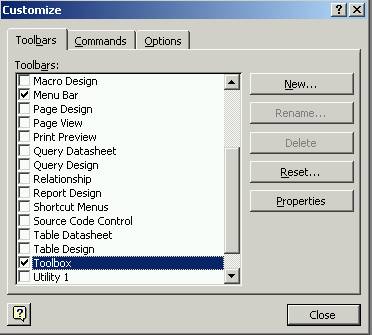 Customize
Toolbars Commands Options
Toolbars:
Macro Design
Menu Bar
Page Design
Page View
Print Preview
Query Datasheet
Query Design
Relationship
Report Design
Shortcut Menus
Source Code Control
Table Datasheet
Table Design
Toolbox
Utility 1
New...
Rename...
Delete
Reset...
Properties
Close